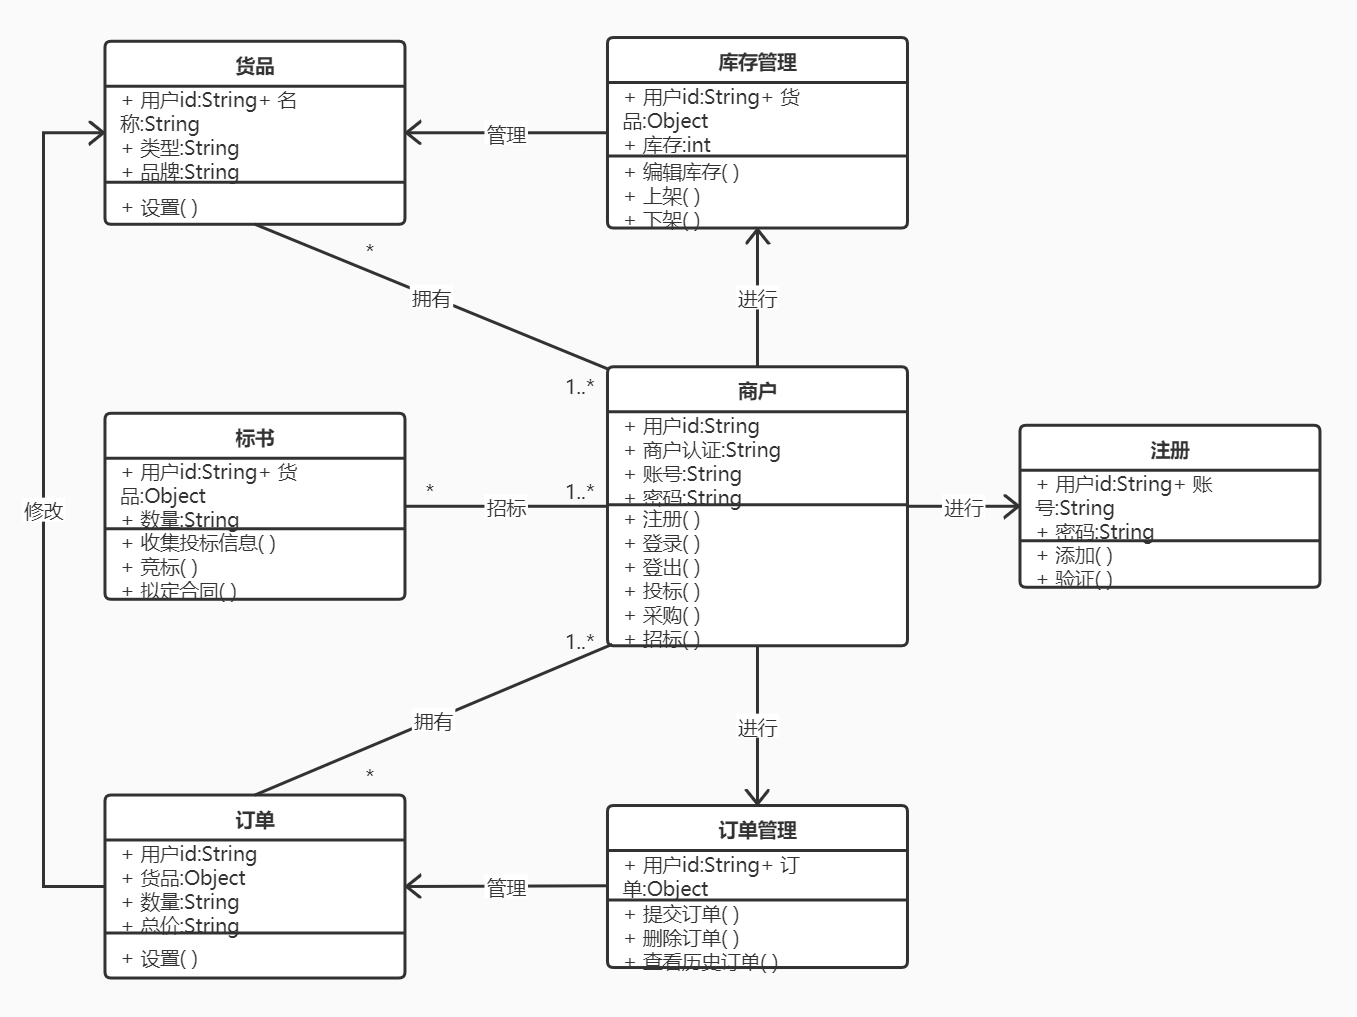 货品
+ 用户id:String+ 名
称:String
+ 类型:String
+ 品牌:String
+ 设置( )
管理
库存管理
+ 用户id:String+ 货
品:Object
+ 库存:int
+ 编辑库存( )
+ 上架( )
+ 下架( )
*
拥有
1..*
进行
商户
+ 用户id:String
+ 商户认证:String
+ 账号:String
+ 密码:String
+ 注册( )
+ 登录( )
+ 登出( )
+ 投标( )
+ 采购( )
+ 招标( )
标书
+ 用户id:String+ 货
品:Object
+ 数量:String
+ 收集投标信息( )
+ 竞标( )
+ 拟定合同( )
*
招标
1..*
进行
注册
+ 用户id:String+ 账
号:String
+ 密码:String
+ 添加( )
+ 验证( )
修改
1..*
拥有
*
进行
订单
+ 用户id:String
+ 货品:Object
+ 数量:String
+ 总价:String
+ 设置( )
管理
订单管理
+ 用户id:String+ 订
单:Object
+ 提交订单( )
+ 删除订单( )
+ 查看历史订单( )